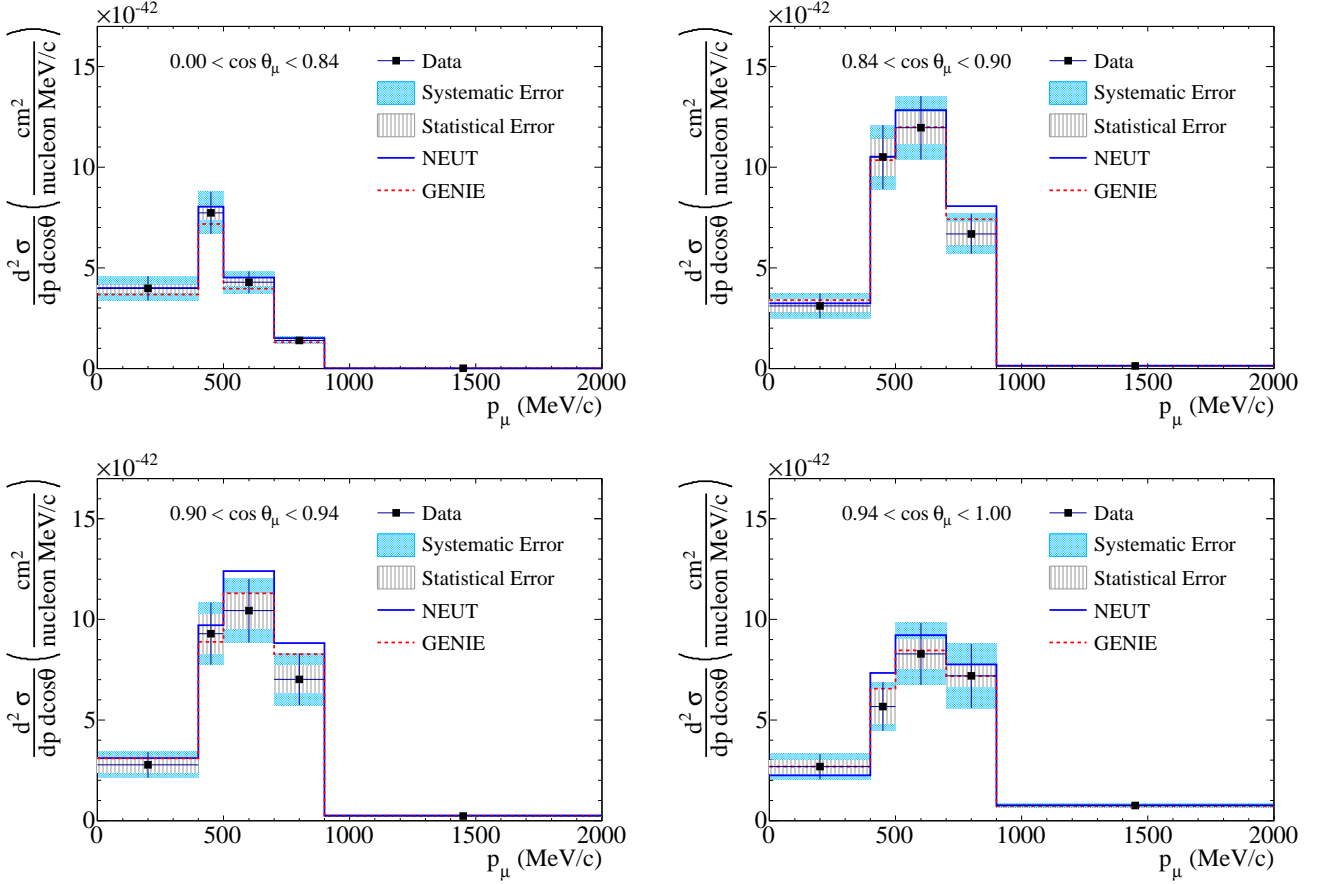 ×10⁻⁴²
d² σ / dp dcosθ ( cm² / nucleon MeV/c )
15
10
5
0
0.00 < cos θμ < 0.84
Data
Systematic Error
Statistical Error
NEUT
GENIE
0 500 1000 1500 2000
pμ (MeV/c)
×10⁻⁴²
d² σ / dp dcosθ ( cm² / nucleon MeV/c )
15
10
5
0
0.84 < cos θμ < 0.90
Data
Systematic Error
Statistical Error
NEUT
GENIE
0 500 1000 1500 2000
pμ (MeV/c)
×10⁻⁴²
d² σ / dp dcosθ ( cm² / nucleon MeV/c )
15
10
5
0
0.90 < cos θμ < 0.94
Data
Systematic Error
Statistical Error
NEUT
GENIE
0 500 1000 1500 2000
pμ (MeV/c)
×10⁻⁴²
d² σ / dp dcosθ ( cm² / nucleon MeV/c )
15
10
5
0
0.94 < cos θμ < 1.00
Data
Systematic Error
Statistical Error
NEUT
GENIE
0 500 1000 1500 2000
pμ (MeV/c)